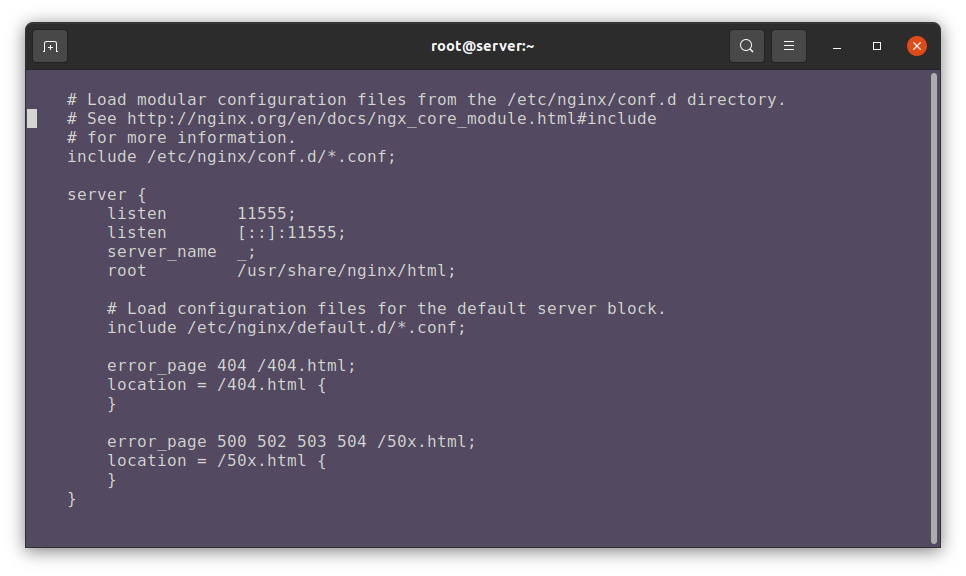 root@server:~
# Load modular configuration files from the /etc/nginx/conf.d directory.
# See http://nginx.org/en/docs/ngx_core_module.html#include
# for more information.
include /etc/nginx/conf.d/*.conf;
server {
listen       11555;
listen       [::]:11555;
server_name  _;
root         /usr/share/nginx/html;
# Load configuration files for the default server block.
include /etc/nginx/default.d/*.conf;
error_page 404 /404.html;
location = /404.html {
}
error_page 500 502 503 504 /50x.html;
location = /50x.html {
}
}